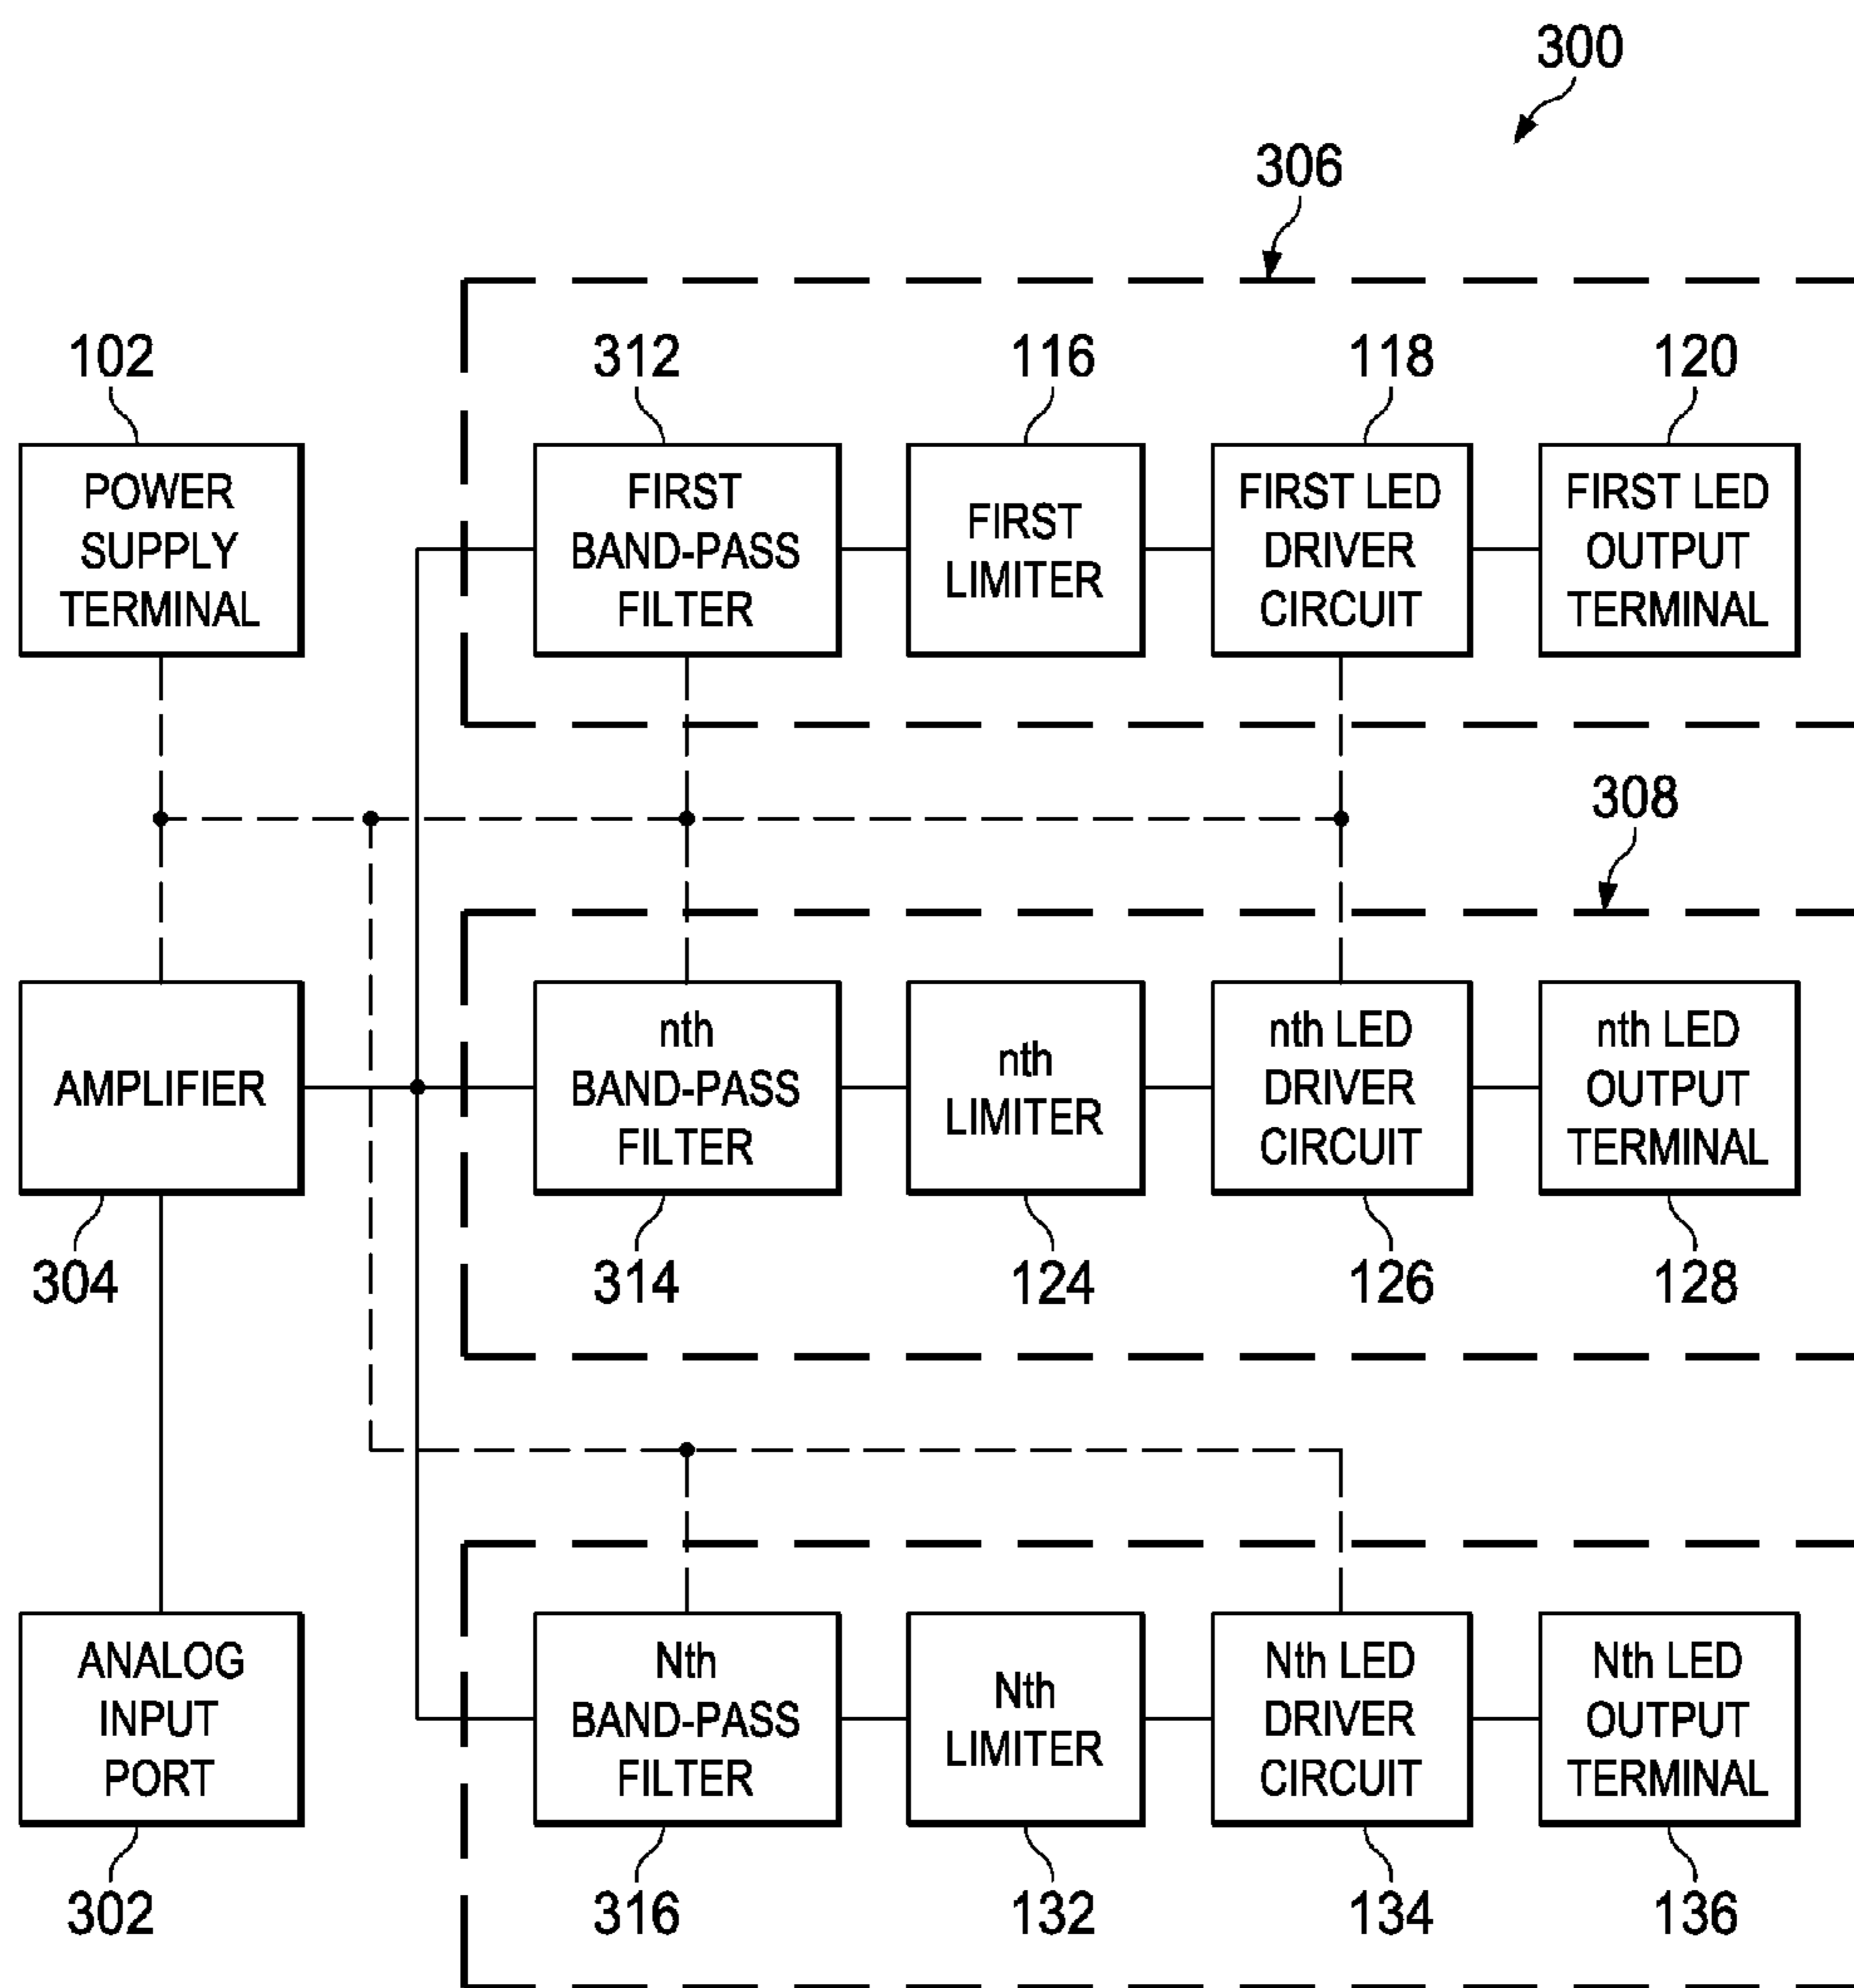 300
306
102
312
116
118
120
POWER
SUPPLY
TERMINAL
FIRST
BAND-PASS
FILTER
FIRST
LIMITER
FIRST LED
DRIVER
CIRCUIT
FIRST LED
OUTPUT
TERMINAL
308
AMPLIFIER
nth
BAND-PASS
FILTER
nth
LIMITER
nth LED
DRIVER
CIRCUIT
nth LED
OUTPUT
TERMINAL
304
314
124
126
128
ANALOG
INPUT
PORT
Nth
BAND-PASS
FILTER
Nth
LIMITER
Nth LED
DRIVER
CIRCUIT
Nth LED
OUTPUT
TERMINAL
302
316
132
134
136